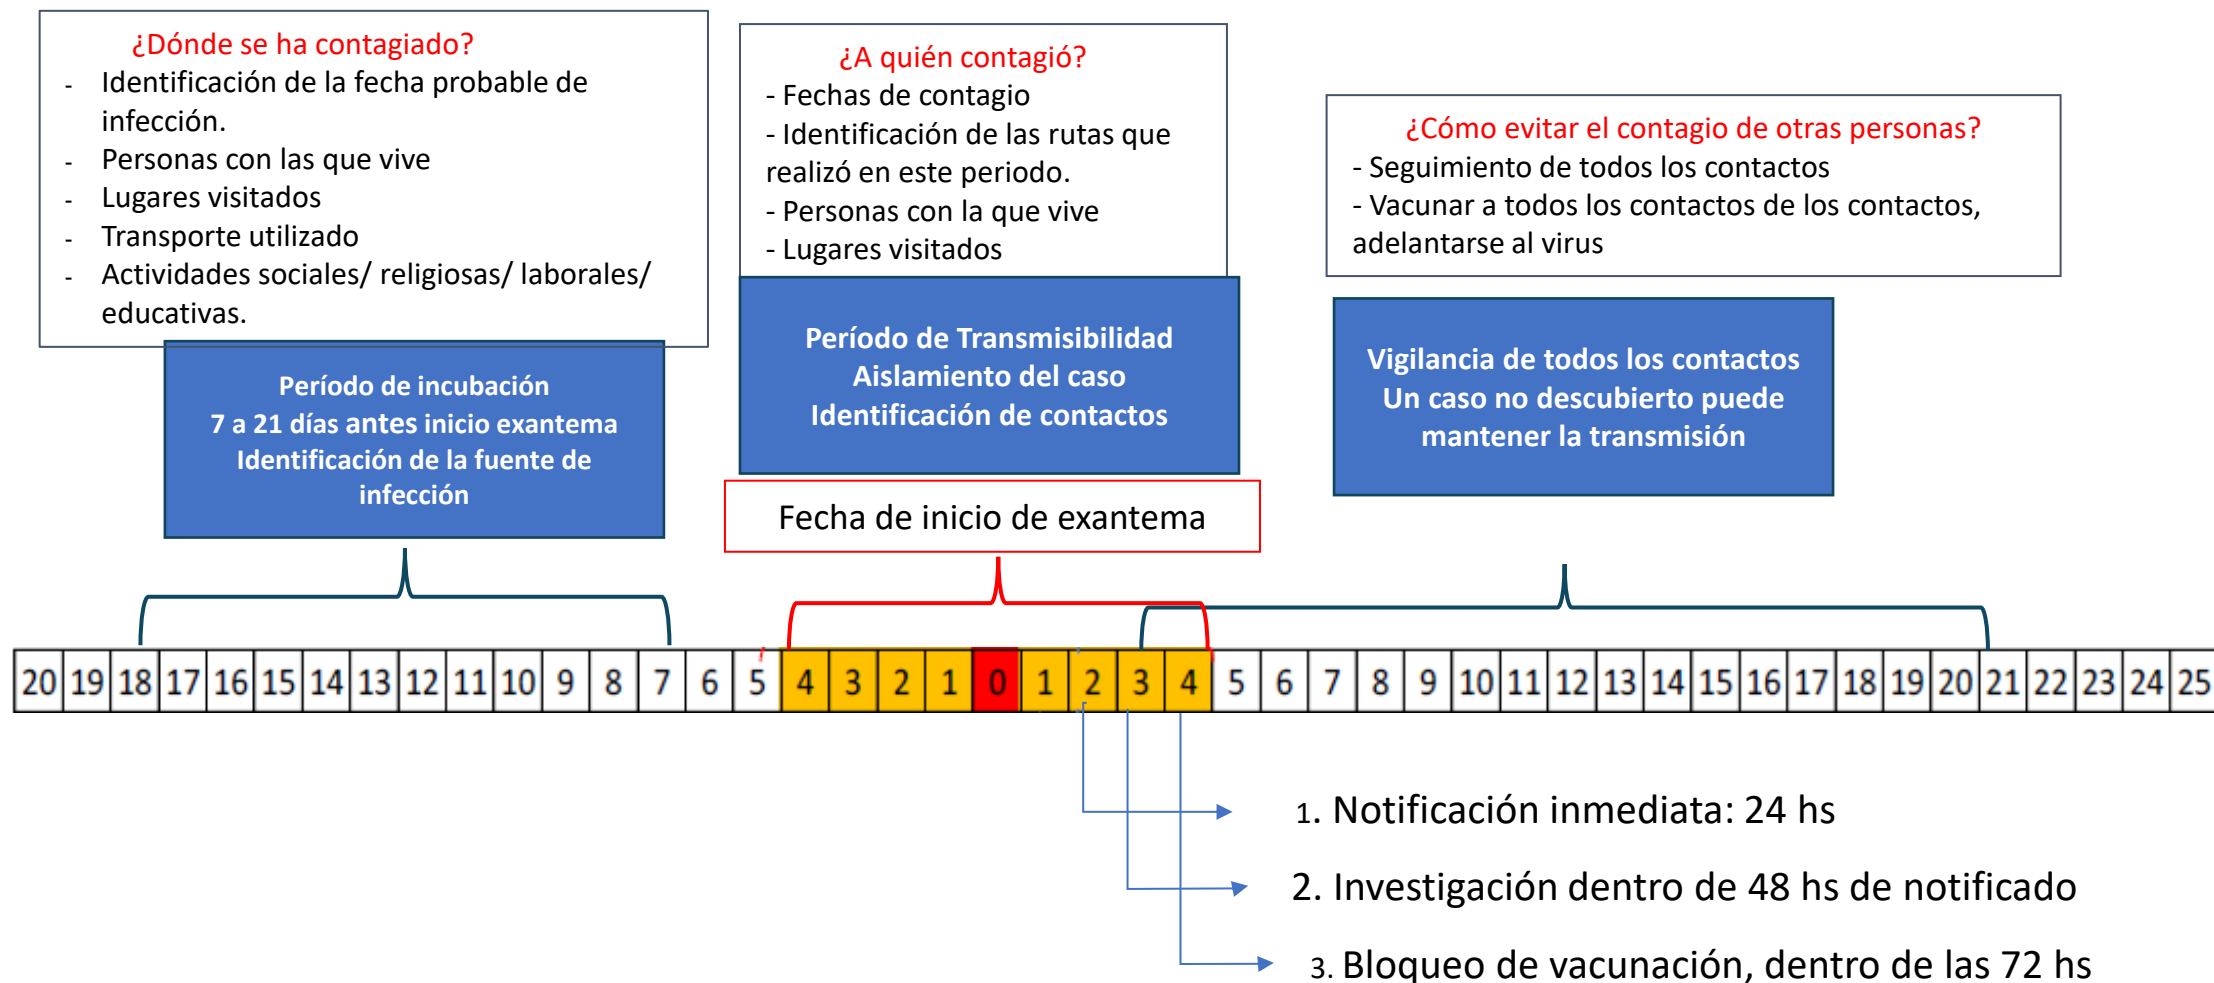 ¿Dónde se ha contagiado?
- Identificación de la fecha probable de
infección.
- Personas con las que vive
- Lugares visitados
- Transporte utilizado
- Actividades sociales/ religiosas/ laborales/
educativas.
Período de incubación
7 a 21 días antes inicio exantema
Identificación de la fuente de
infección
¿A quién contagió?
- Fechas de contagio
- Identificación de las rutas que
realizó en este periodo.
- Personas con la que vive
- Lugares visitados
Período de Transmisibilidad
Aislamiento del caso
Identificación de contactos
Fecha de inicio de exantema
¿Cómo evitar el contagio de otras personas?
- Seguimiento de todos los contactos
- Vacunar a todos los contactos de los contactos,
adelantarse al virus
Vigilancia de todos los contactos
Un caso no descubierto puede
mantener la transmisión
20 19 18 17 16 15 14 13 12 11 10 9 8 7 6 5 4 3 2 1 0 1 2 3 4 5 6 7 8 9 10 11 12 13 14 15 16 17 18 19 20 21 22 23 24 25
1. Notificación inmediata: 24 hs
2. Investigación dentro de 48 hs de notificado
3. Bloqueo de vacunación, dentro de las 72 hs